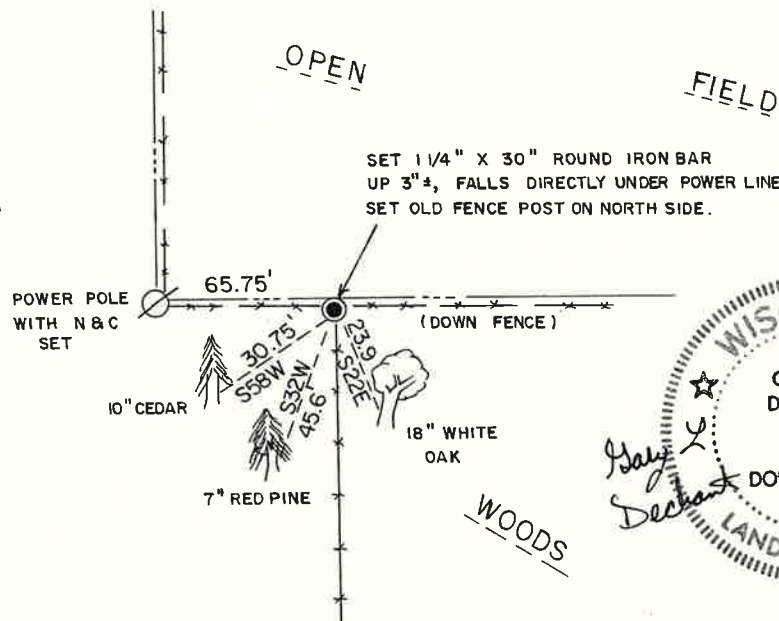 OPEN
FIELD
SET 1 1/4" X 30" ROUND IRON BAR
UP 3"±, FALLS DIRECTLY UNDER POWER LINE
SET OLD FENCE POST ON NORTH SIDE.
65.75'
POWER POLE
WITH N&C
SET
(DOWN FENCE)
30.75'
S58W
S32W
45.6'
23.9
S22E
10" CEDAR
7" RED PINE
18" WHITE
OAK
WOODS
Gary L
Dechant
LAND